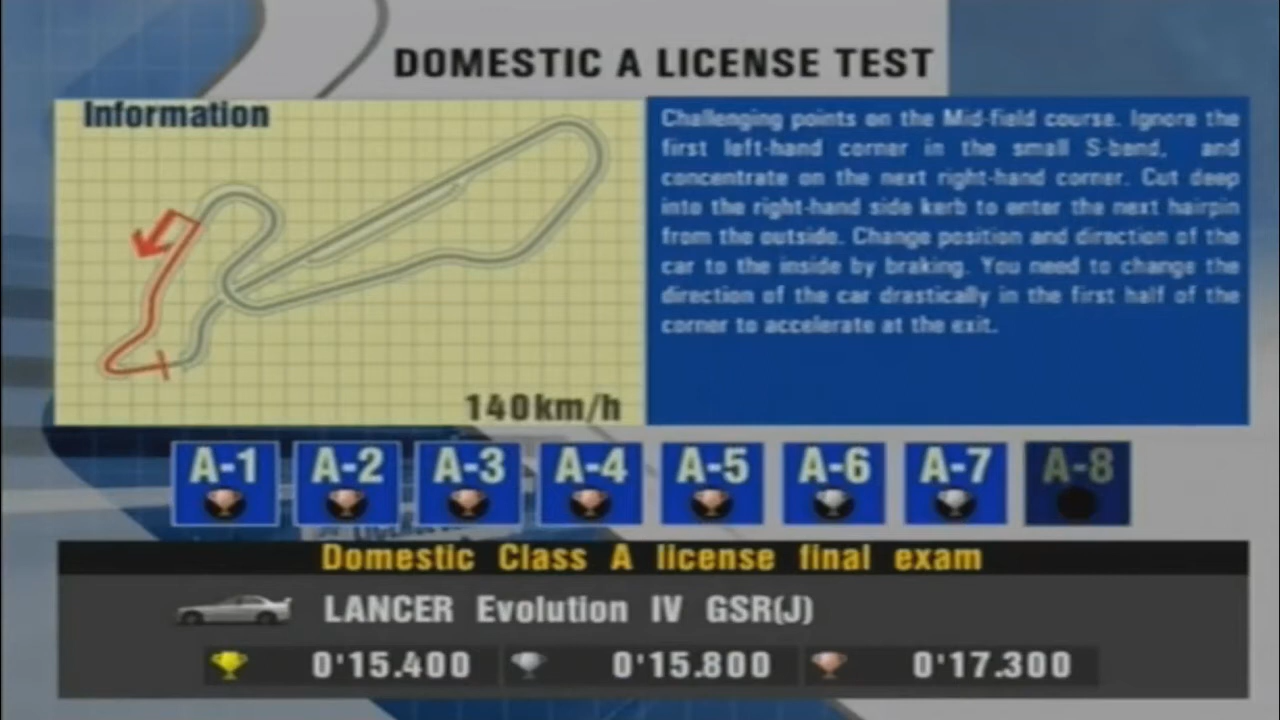 DOMESTIC A LICENSE TEST
Information
Challenging points on the Mid-field course. Ignore the
first left-hand corner in the small S-bend, and
concentrate on the next right-hand corner. Cut deep
into the right-hand side kerb to enter the next hairpin
from the outside. Change position and direction of the
car to the inside by braking. You need to change the
direction of the car drastically in the first half of the
corner to accelerate at the exit.
140km/h
A-1 A-2 A-3 A-4 A-5 A-6 A-7 A-8
Domestic Class A license final exam
LANCER Evolution IV GSR(J)
0'15.400 0'15.800 0'17.300